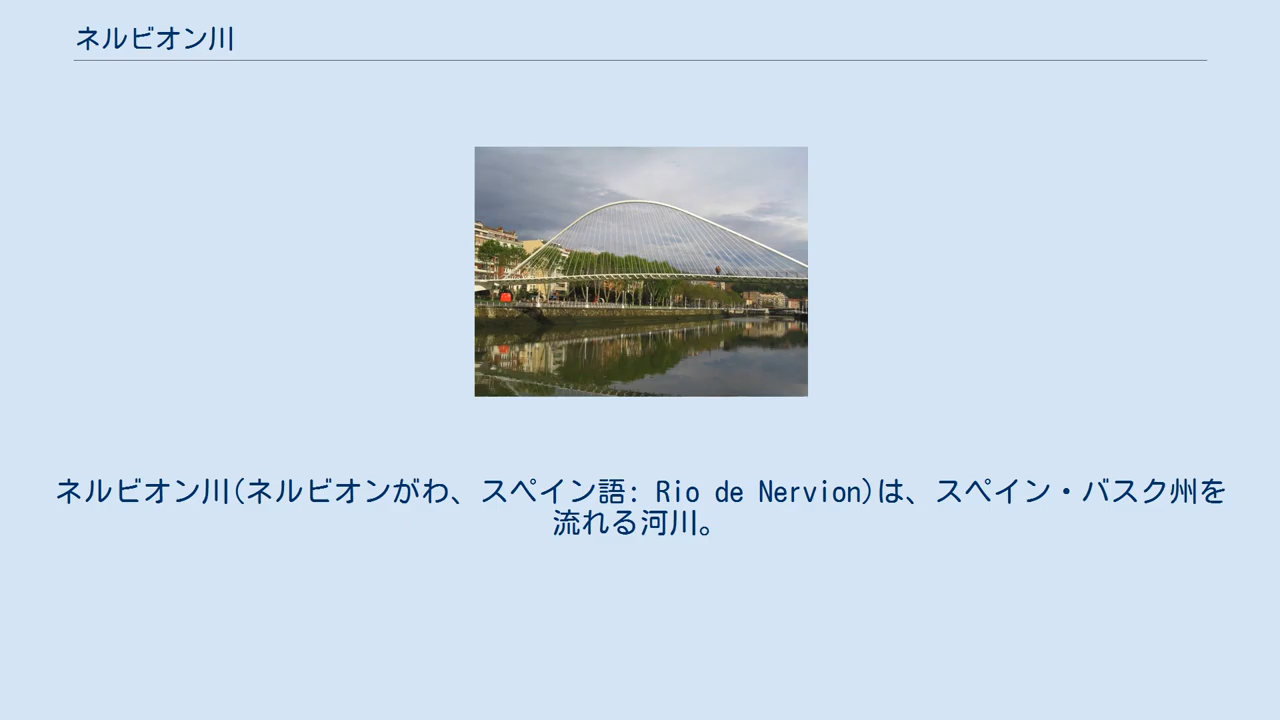 ネルビオン川
ネルビオン川(ネルビオンがわ、スペイン語: Rio de Nervion)は、スペイン・バスク州を
流れる河川。